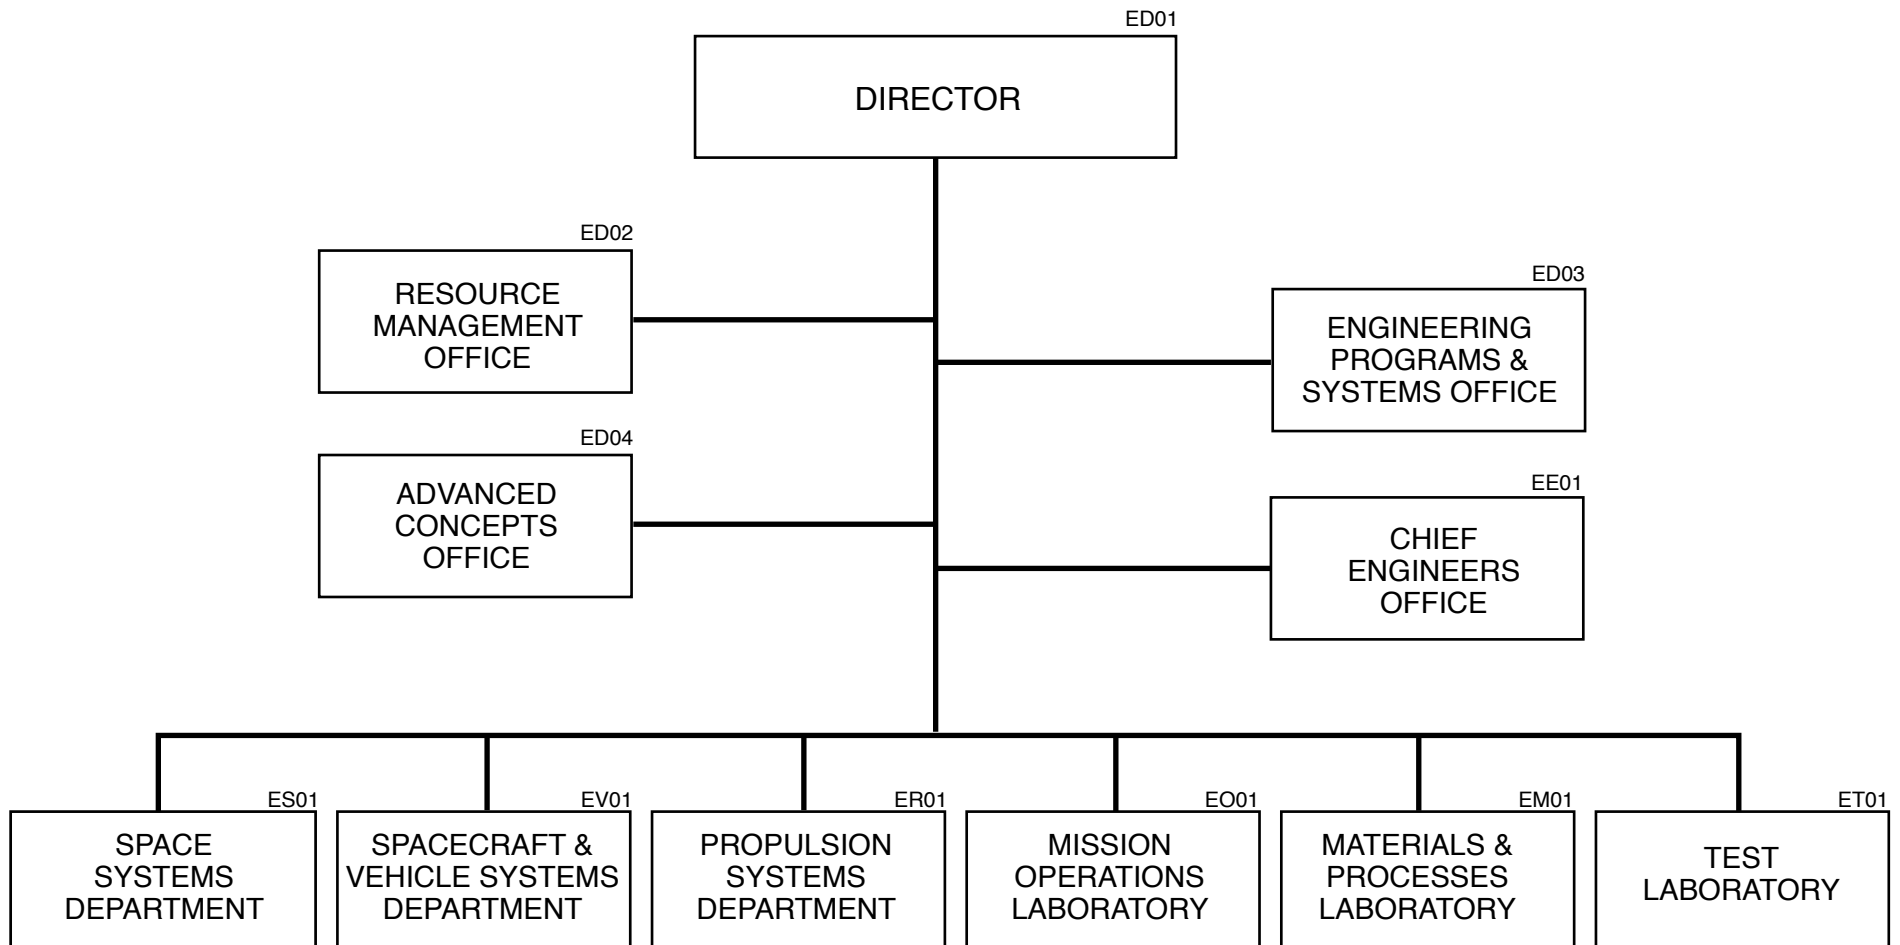 ED01
DIRECTOR
ED02
RESOURCE
MANAGEMENT
OFFICE
ED03
ENGINEERING
PROGRAMS &
SYSTEMS OFFICE
ED04
ADVANCED
CONCEPTS
OFFICE
EE01
CHIEF
ENGINEERS
OFFICE
ES01
SPACE
SYSTEMS
DEPARTMENT
EV01
SPACECRAFT &
VEHICLE SYSTEMS
DEPARTMENT
ER01
PROPULSION
SYSTEMS
DEPARTMENT
EO01
MISSION
OPERATIONS
LABORATORY
EM01
MATERIALS &
PROCESSES
LABORATORY
ET01
TEST
LABORATORY